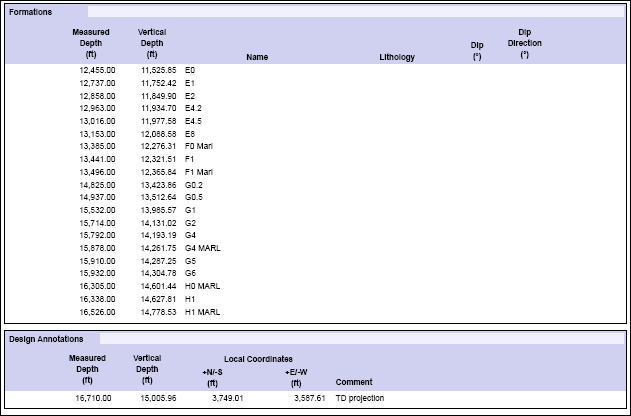 Formations
Measured Depth (ft) Vertical Depth (ft) Name Lithology Dip (°) Dip Direction (°)
12,455.00 11,525.85 E0
12,737.00 11,752.42 E1
12,858.00 11,849.90 E2
12,963.00 11,934.70 E4.2
13,016.00 11,977.58 E4.5
13,153.00 12,088.58 E8
13,385.00 12,276.31 F0 Marl
13,441.00 12,321.51 F1
13,496.00 12,365.84 F1 Marl
14,825.00 13,423.86 G0.2
14,937.00 13,512.64 G0.5
15,532.00 13,985.57 G1
15,714.00 14,131.02 G2
15,792.00 14,193.19 G4
15,878.00 14,261.75 G4 MARL
15,910.00 14,287.25 G5
15,932.00 14,304.78 G6
16,305.00 14,601.44 H0 MARL
16,338.00 14,627.81 H1
16,526.00 14,778.53 H1 MARL
Design Annotations
Measured Depth (ft) Vertical Depth (ft) Local Coordinates +N/-S (ft) +E/-W (ft) Comment
16,710.00 15,005.96 3,749.01 3,587.61 TD projection